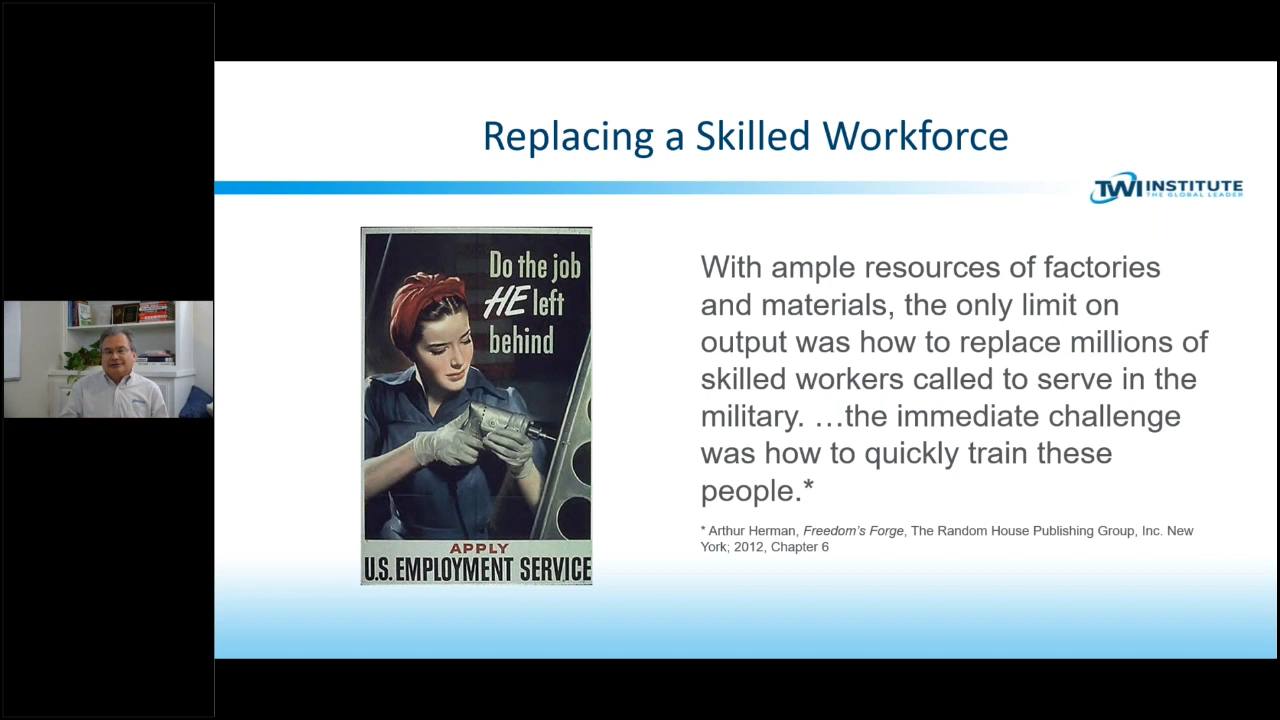 Replacing a Skilled Workforce
TWI INSTITUTE
THE GLOBAL LEADER
Do the job
HE left
behind
APPLY
U.S. EMPLOYMENT SERVICE
With ample resources of factories
and materials, the only limit on
output was how to replace millions of
skilled workers called to serve in the
military. …the immediate challenge
was how to quickly train these
people.*
* Arthur Herman, Freedom's Forge, The Random House Publishing Group, Inc. New
York; 2012, Chapter 6